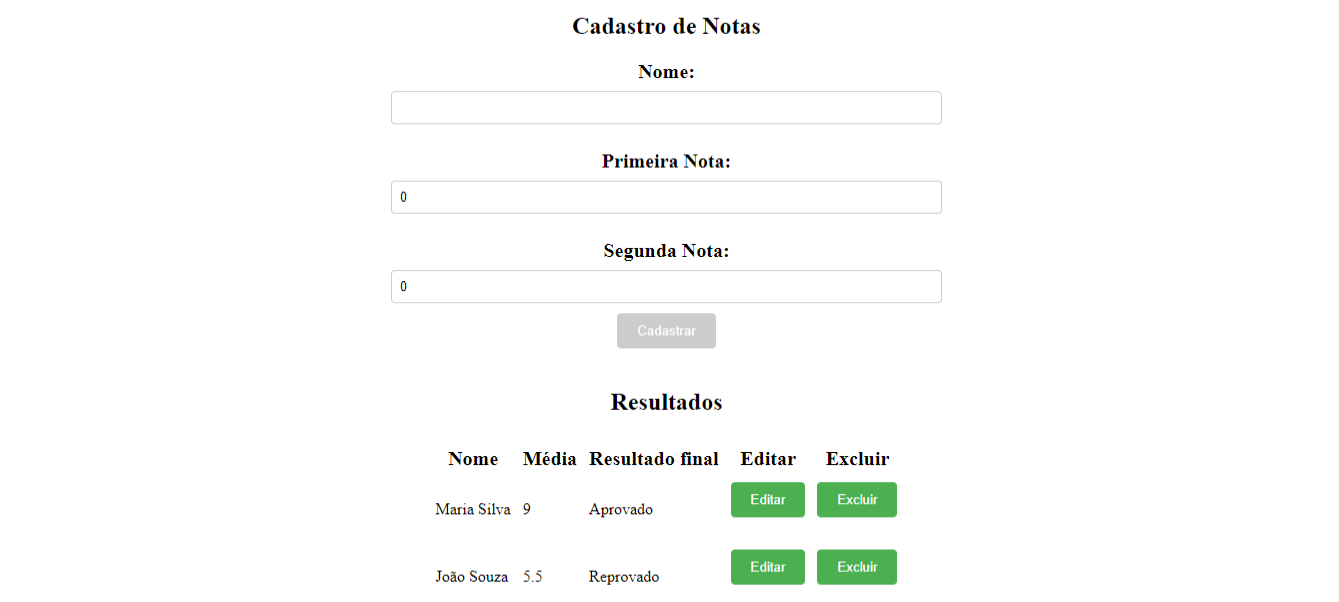 Cadastro de Notas
Nome:
Primeira Nota:
0
Segunda Nota:
0
Cadastrar
Resultados
Nome Média Resultado final Editar Excluir
Maria Silva 9 Aprovado Editar Excluir
João Souza 5.5 Reprovado Editar Excluir